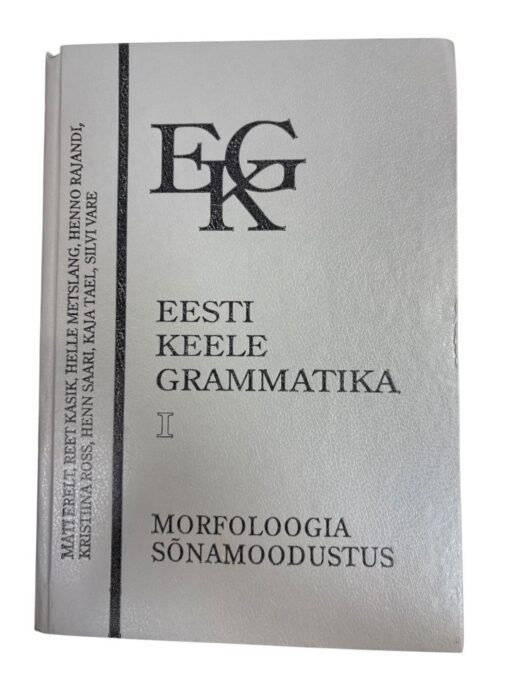 MATI ERELT, REET KASIK, HELLE METSLANG, HENNO RAJANDI,
KRISTIINA ROSS, HENN SAARI, KAJA TAEL, SILVI VARE
EKG
EESTI
KEELE
GRAMMATIKA
I
MORFOLOOGIA
SÕNAMOODUSTUS